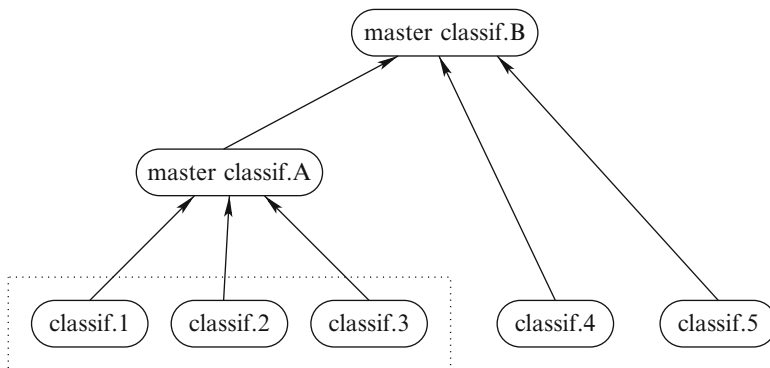 master classif.B
master classif.A
classif.1
classif.2
classif.3
classif.4
classif.5